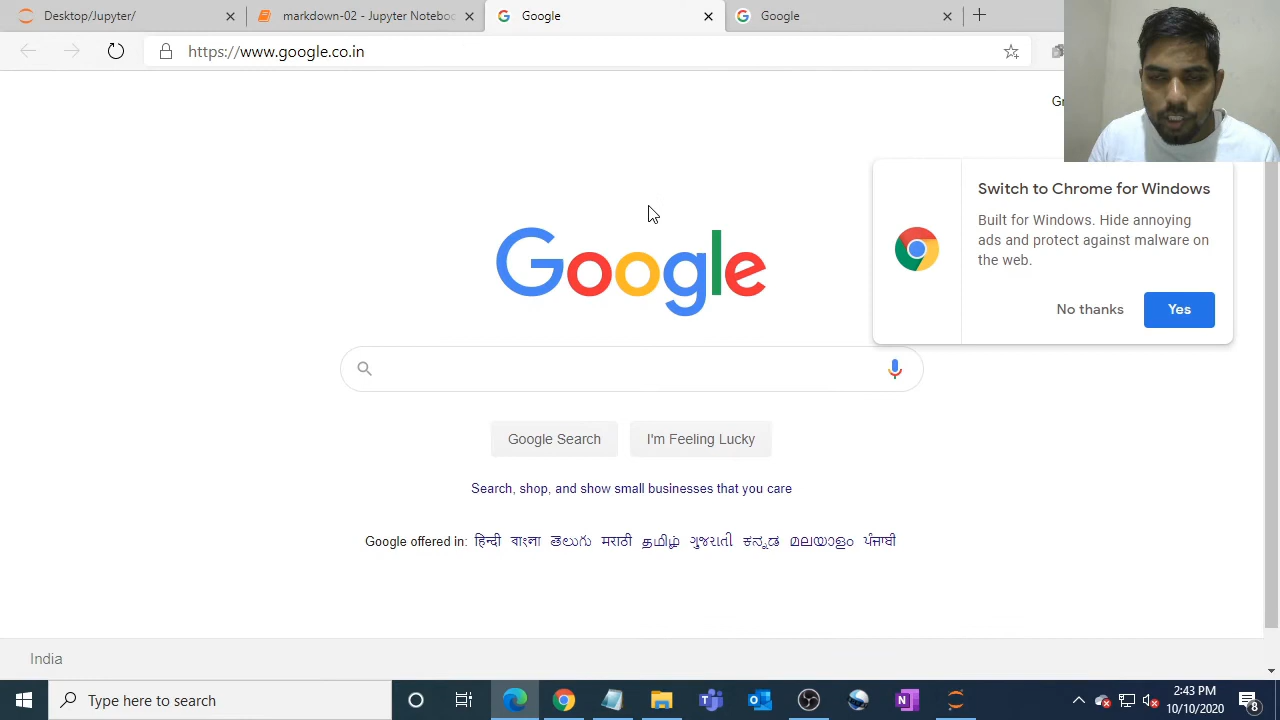 Desktop/Jupyter/
markdown-02 - Jupyter Notebo
Google
Google
https://www.google.co.in
Switch to Chrome for Windows
Built for Windows. Hide annoying
ads and protect against malware on
the web.
No thanks
Yes
Google
Google Search
I'm Feeling Lucky
Search, shop, and show small businesses that you care
Google offered in: हिन्दी বাংলা తెలుగు मराठी தமிழ் ગુજરાતી ಕನ್ನಡ മലയാളം ਪੰਜਾਬੀ
India
Type here to search
2:43 PM
10/10/2020
8